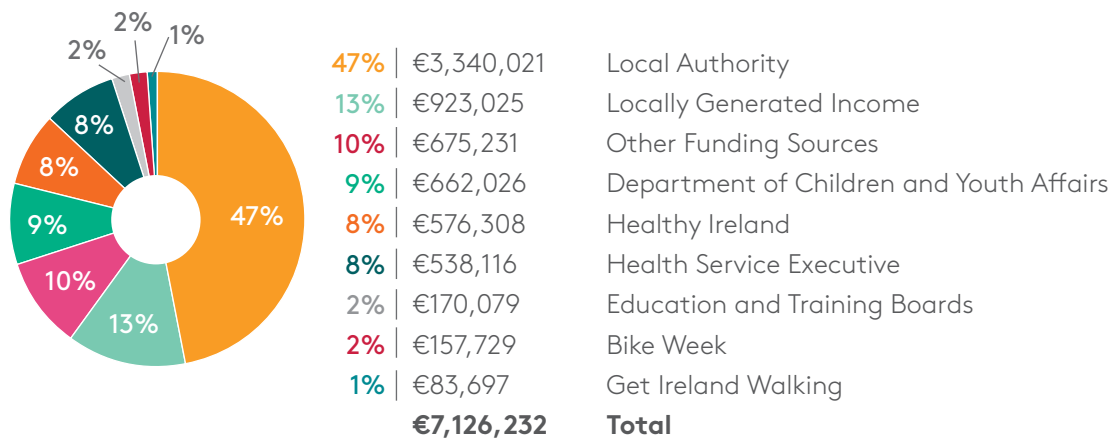 2%
2%
1%
8%
8%
9%
10%
13%
47%
47% €3,340,021 Local Authority
13% €923,025 Locally Generated Income
10% €675,231 Other Funding Sources
9% €662,026 Department of Children and Youth Affairs
8% €576,308 Healthy Ireland
8% €538,116 Health Service Executive
2% €170,079 Education and Training Boards
2% €157,729 Bike Week
1% €83,697 Get Ireland Walking
€7,126,232 Total